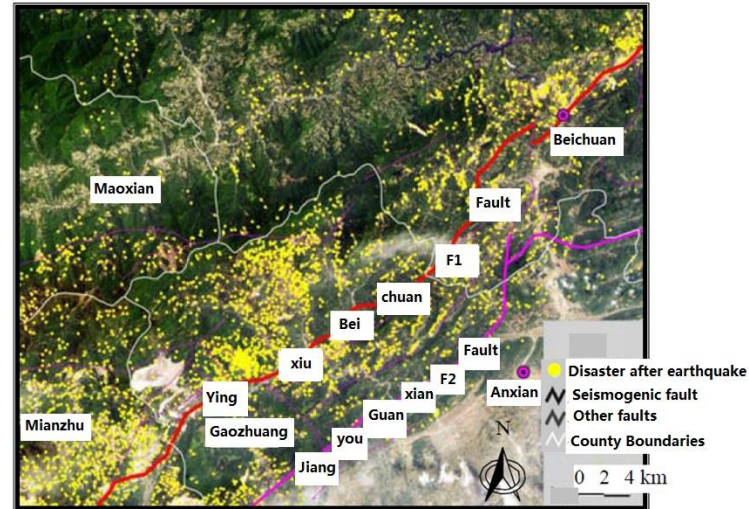 Beichuan
Maoxian
Fault
F1
chuan
Bei
xiu
Ying
Fault
F2
xian
Guan
you
Jiang
Gaozhuang
Mianzhu
Anxian
Disaster after earthquake
Seismogenic fault
Other faults
County Boundaries
N
0 2 4 km